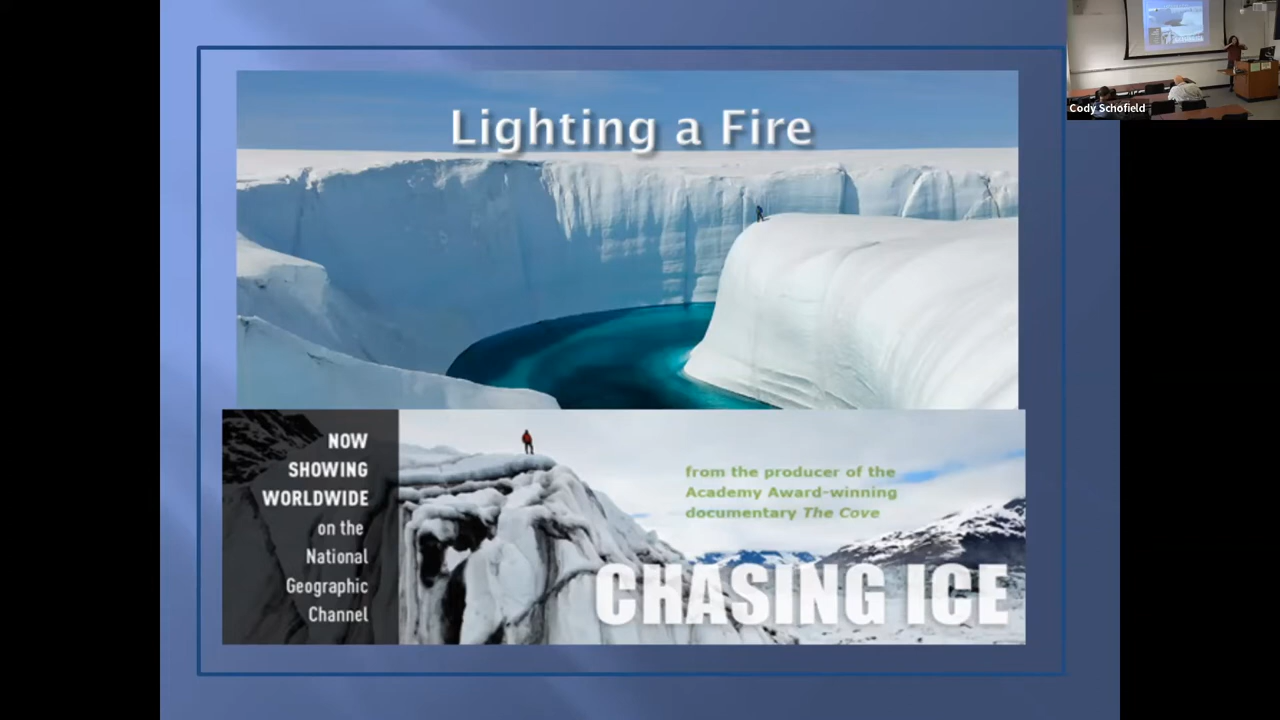 Lighting a Fire
NOW
SHOWING
WORLDWIDE
on the
National
Geographic
Channel
from the producer of the
Academy Award-winning
documentary The Cove
CHASING ICE
Cody Schofield